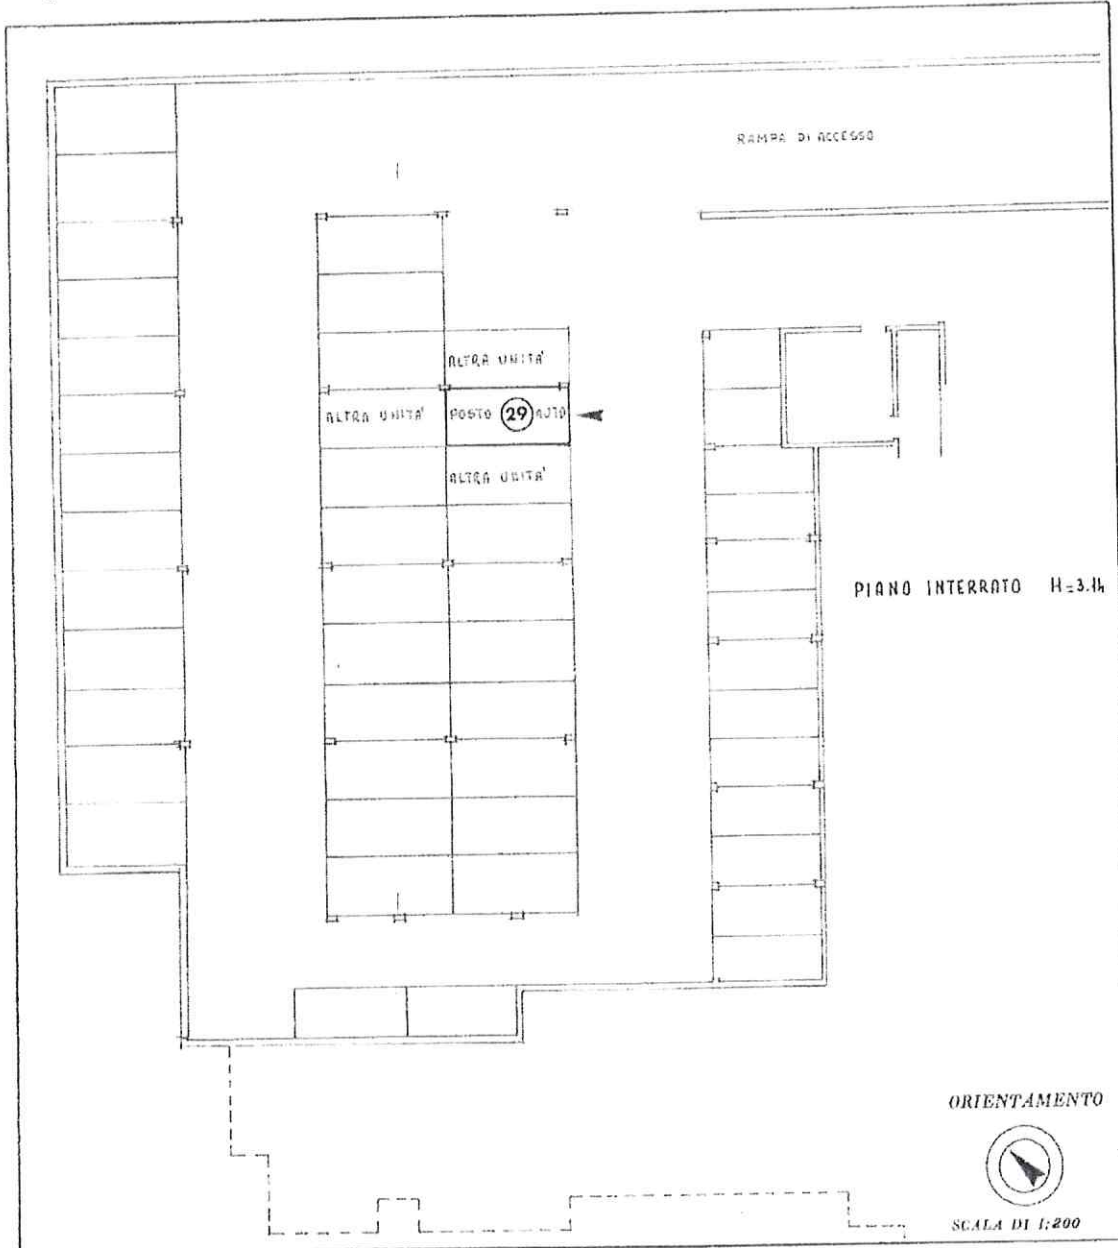 RAMPA DI ACCESSO
ALTRA UNITA'
ALTRA UNITA' POSTO 29 AUTO
ALTRA UNITA'
PIANO INTERRATO H=3.14
ORIENTAMENTO
SCALA DI 1:200